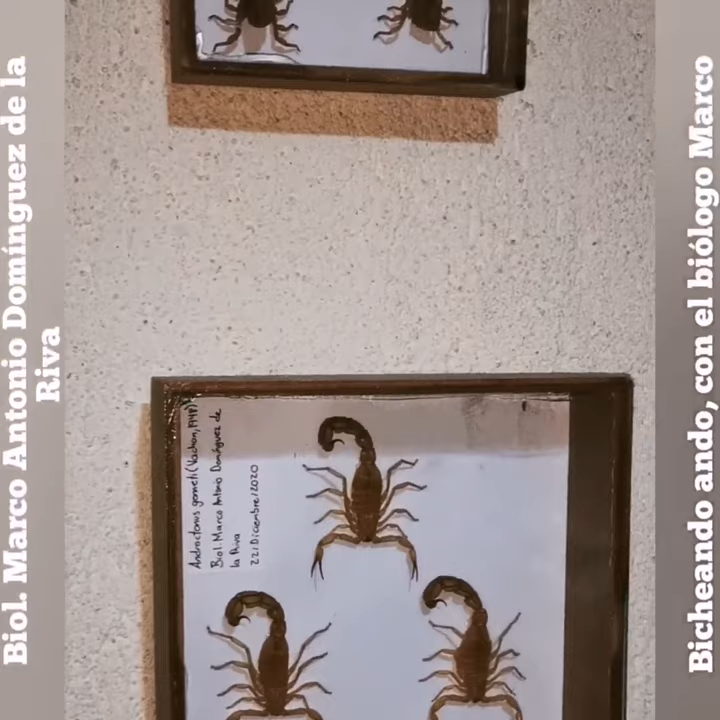 Biol. Marco Antonio Domínguez de la
Riva
Androctonus gonneti (Vachon, 1948)
Biol. Marco Antonio Domínguez de
la Riva
22/Diciembre/2020
Bicheando ando, con el biólogo Marco